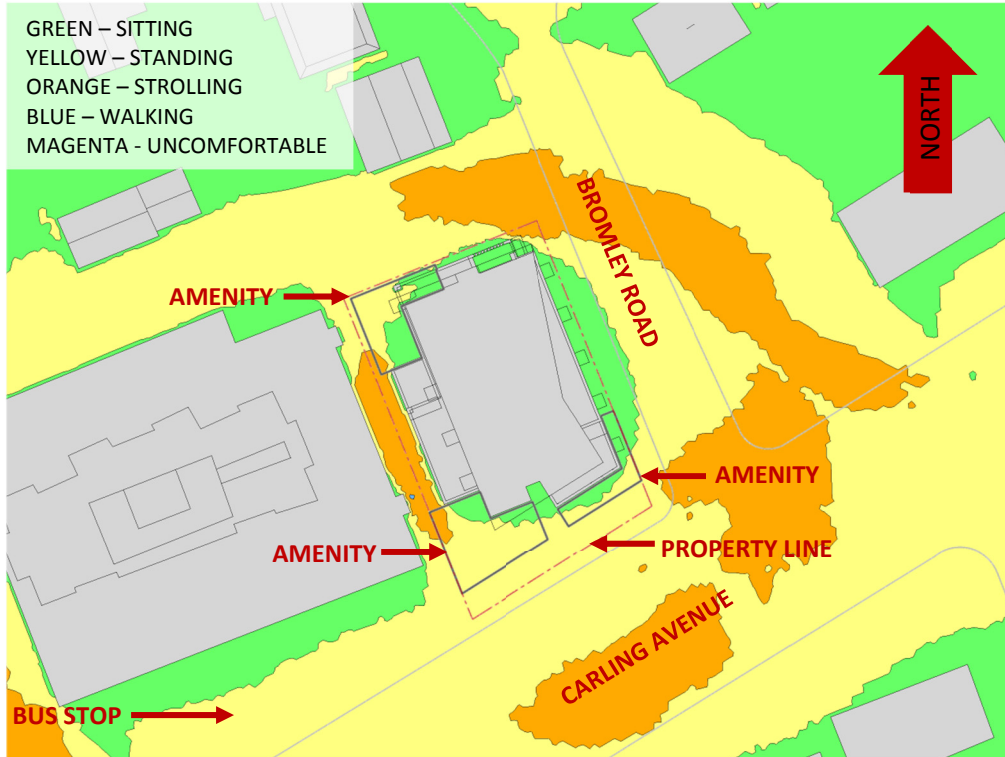 GREEN – SITTING
YELLOW – STANDING
ORANGE – STROLLING
BLUE – WALKING
MAGENTA - UNCOMFORTABLE
NORTH
BROMLEY ROAD
AMENITY
AMENITY
AMENITY
PROPERTY LINE
CARLING AVENUE
BUS STOP